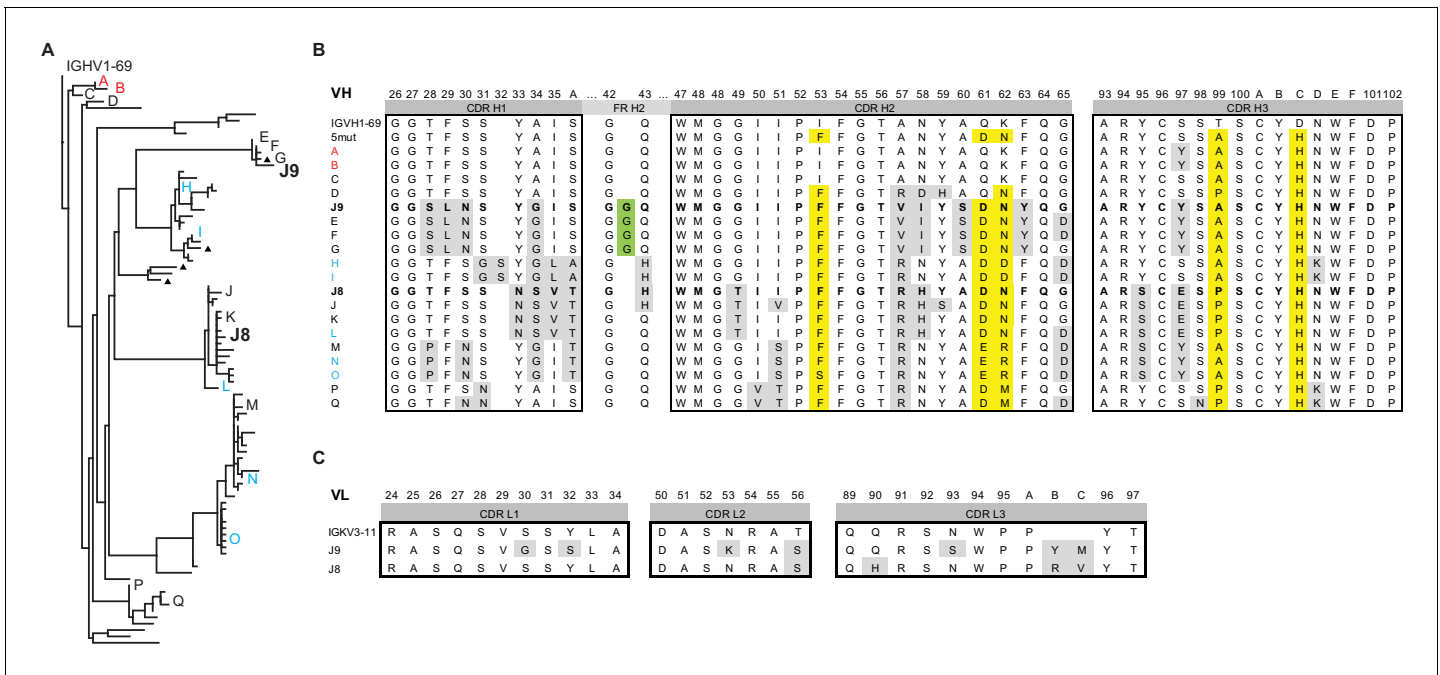 A
IGHV1-69
A
B
C
D
E
F
G
J9
H
I
J
K
J8
L
M
N
O
P
Q
B
VH 26 27 28 29 30 31 32 33 34 35 A ... 42 43 ... 47 48 48 49 50 51 52 53 54 55 56 57 58 59 60 61 62 63 64 65 93 94 95 96 97 98 99 100 A B C D E F 101 102
CDR H1 FR H2 CDR H2 CDR H3
IGVH1-69 G G T F S S Y A I S G Q W M G G I I P I F G T A N Y A Q K F Q G A R Y C S S T S C Y D N W F D P
5mut G G T F S S Y A I S G Q W M G G I I P F F G T A N Y A D N F Q G A R Y C S S A S C Y H N W F D P
A G G T F S S Y A I S G Q W M G G I I P I F G T A N Y A Q K F Q G A R Y C Y S A S C Y H N W F D P
B G G T F S S Y A I S G Q W M G G I I P I F G T A N Y A Q K F Q G A R Y C Y S A S C Y H N W F D P
C G G T F S S Y A I S G Q W M G G I I P I F G T A N Y A Q K F Q G A R Y C S S A S C Y H N W F D P
D G G T F S S Y A I S G Q W M G G I I P F F G T R D H A Q N F Q G A R Y C S S P S C Y H N W F D P
J9 G G S L N S Y G I S G G Q W M G G I I P F F G T V I Y S D N Y Q G A R Y C Y S A S C Y H N W F D P
E G G S L N S Y G I S G G Q W M G G I I P F F G T V I Y S D N Y Q D A R Y C Y S A S C Y H N W F D P
F G G S L N S Y G I S G G Q W M G G I I P F F G T V I Y S D N Y Q D A R Y C Y S A S C Y H N W F D P
G G G S L N S Y G I S G G Q W M G G I I P F F G T V I Y S D N Y Q G A R Y C Y S A S C Y H N W F D P
H G G T F S G S Y G L A G H W M G G I I P F F G T R N Y A D D F Q D A R Y C S S P S C Y H K W F D P
I G G T F S G S Y G L A G H W M G G I I P F F G T R N Y A D D F Q D A R Y C S S P S C Y H N W F D P
J8 G G T F S S N S V T G H W M G T I I P F F G T R H Y A D N F Q G A R S C E S P S C Y H N W F D P
J G G T F S S N S V T G H W M G T I V P F F G T R H S A D N F Q G A R S C E S P S C Y H N W F D P
K G G T F S S N S V T G Q W M G T I I P F F G T R H Y A D N F Q G A R S C E S P S C Y H N W F D P
L G G T F S S N S V T G Q W M G T I I P F F G T R H Y A D N F Q D A R S C E S P S C Y H N W F D P
M G G P F N S Y G I T G Q W M G G I S P F F G T R N Y A E R F Q D A R S C Y S A S C Y H N W F D P
N G G P F N S Y G I T G Q W M G G I S P F F G T R N Y A E R F Q D A R S C Y S A S C Y H N W F D P
O G G P F N S Y G I T G Q W M G G I S P S F G T R N Y A E R F Q D A R S C Y S A S C Y H N W F D P
P G G T F S N Y A I S G Q W M G G V T P F F G T R N Y A D M F Q G A R Y C S S P S C Y H K W F D P
Q G G T F N N Y A I S G Q W M G G V T P F F G T R N Y A D M F Q D A R Y C S N P S C Y H K W F D P
C
VL 24 25 26 27 28 29 30 31 32 33 34 50 51 52 53 54 55 56 89 90 91 92 93 94 95 A B C 96 97
CDR L1 CDR L2 CDR L3
IGKV3-11 R A S Q S V S S Y L A D A S N R A T Q Q R S N W P P Y T
J9 R A S Q S V G S S L A D A S K R A S Q Q R S S W P P Y M Y T
J8 R A S Q S V S S Y L A D A S N R A S Q H R S N W P P R V Y T